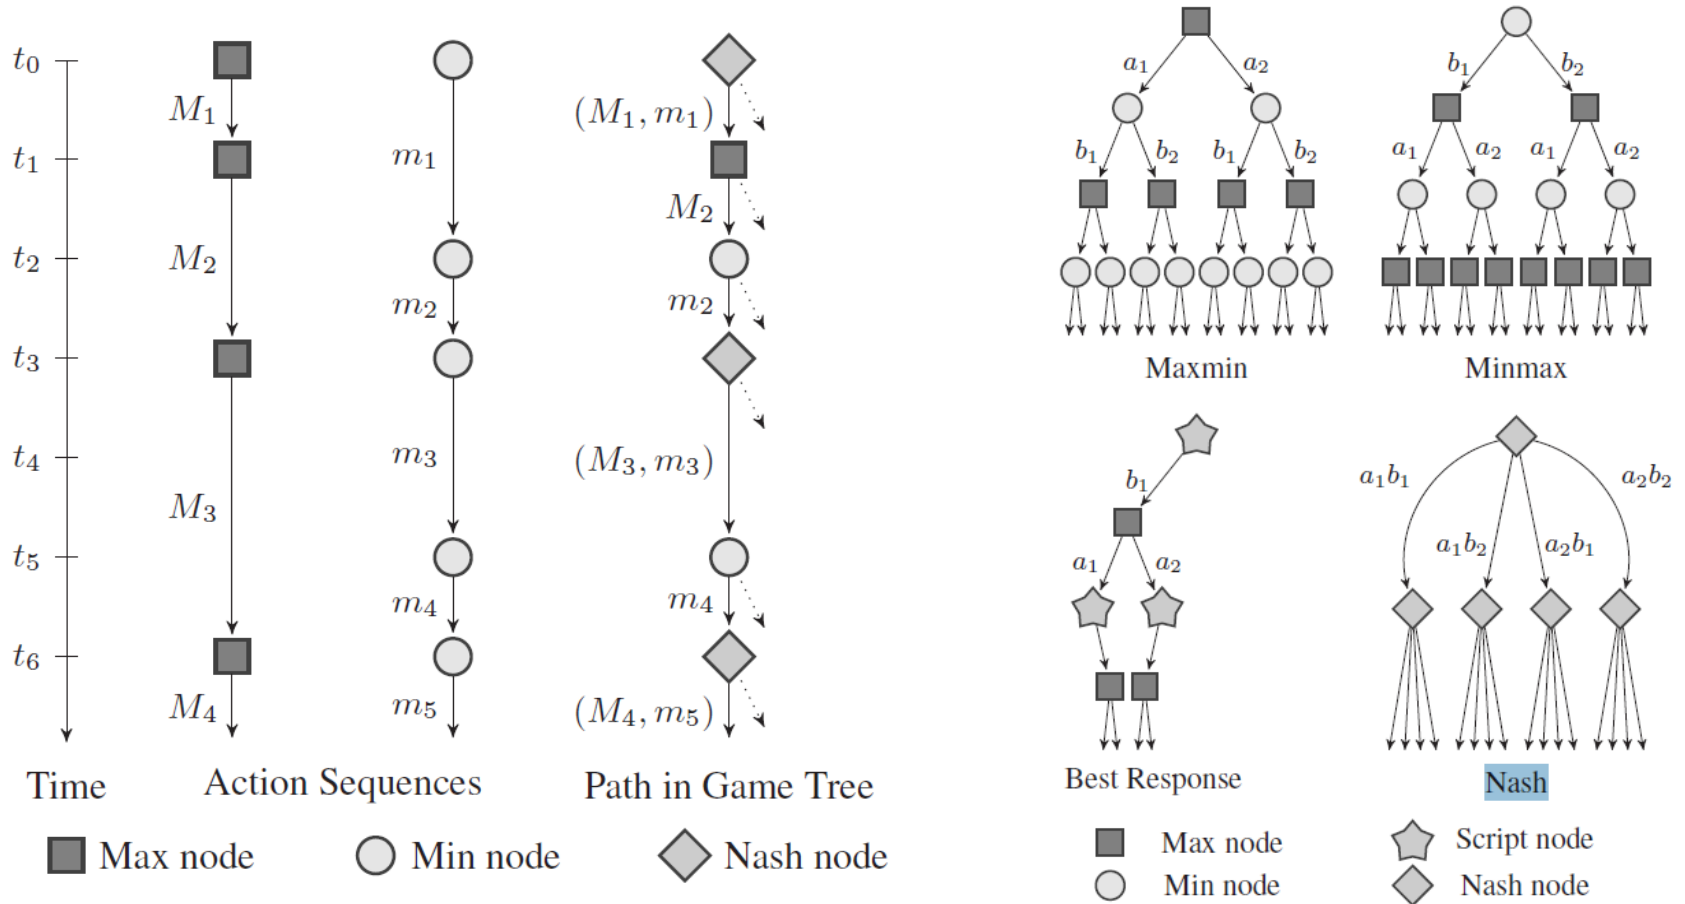 t₀
t₁
t₂
t₃
t₄
t₅
t₆
Time
M₁
M₂
M₃
M₄
m₁
m₂
m₃
m₄
m₅
Action Sequences
(M₁, m₁)
M₂
m₂
(M₃, m₃)
m₄
(M₄, m₅)
Path in Game Tree
Max node
Min node
Nash node
a₁ a₂
b₁ b₂ b₁ b₂
Maxmin
b₁ b₂
a₁ a₂ a₁ a₂
Minmax
b₁
a₁ a₂
Best Response
a₁b₁ a₂b₂
a₁b₂ a₂b₁
Nash
Max node
Script node
Min node
Nash node